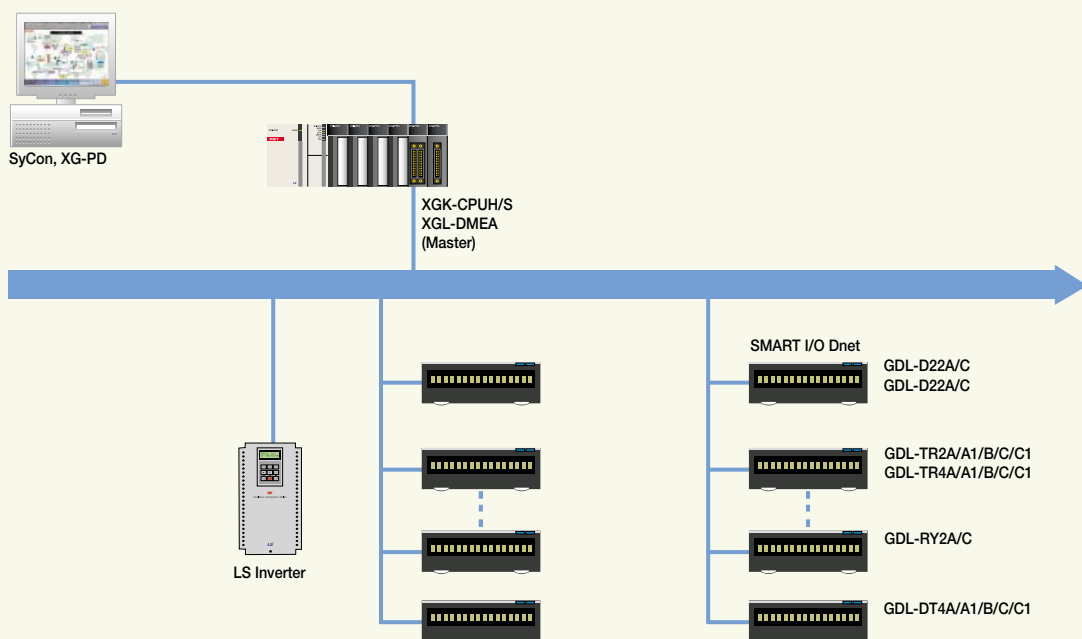 SyCon, XG-PD
XGK-CPUH/S
XGL-DMEA
(Master)
SMART I/O Dnet
GDL-D22A/C
GDL-D22A/C
GDL-TR2A/A1/B/C/C1
GDL-TR4A/A1/B/C/C1
GDL-RY2A/C
LS Inverter
GDL-DT4A/A1/B/C/C1